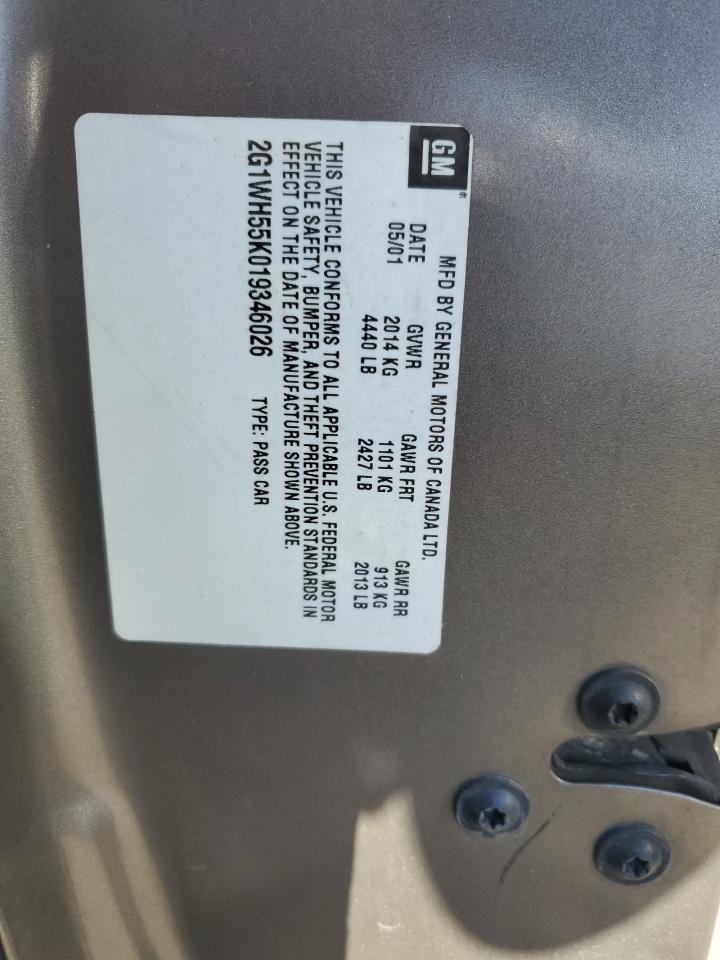 GM
MFD BY GENERAL MOTORS OF CANADA LTD.
DATE GVWR GAWR FRT GAWR RR
05/01 2014 KG 1101 KG 913 KG
4440 LB 2427 LB 2013 LB
THIS VEHICLE CONFORMS TO ALL APPLICABLE U.S. FEDERAL MOTOR
VEHICLE SAFETY, BUMPER, AND THEFT PREVENTION STANDARDS IN
EFFECT ON THE DATE OF MANUFACTURE SHOWN ABOVE.
2G1WH55K019346026 TYPE: PASS CAR